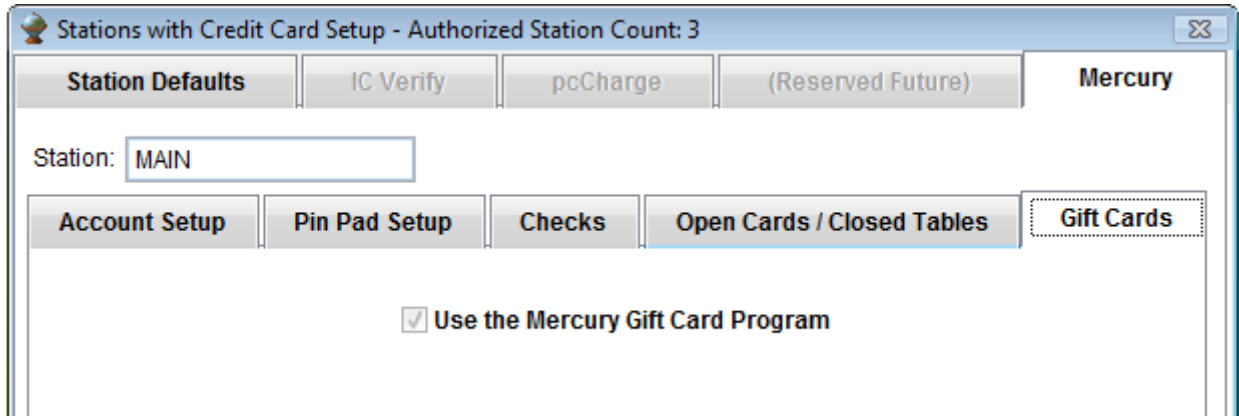 Stations with Credit Card Setup - Authorized Station Count: 3
Station Defaults IC Verify pcCharge (Reserved Future) Mercury
Station: MAIN
Account Setup Pin Pad Setup Checks Open Cards / Closed Tables Gift Cards
Use the Mercury Gift Card Program